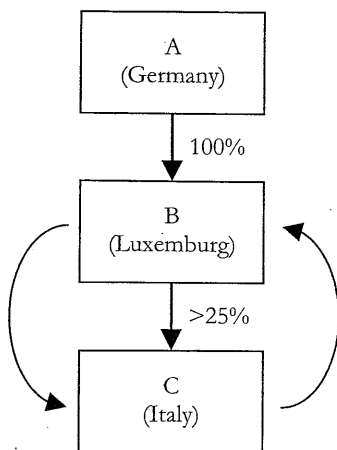 A
(Germany)
100%
B
(Luxemburg)
>25%
C
(Italy)